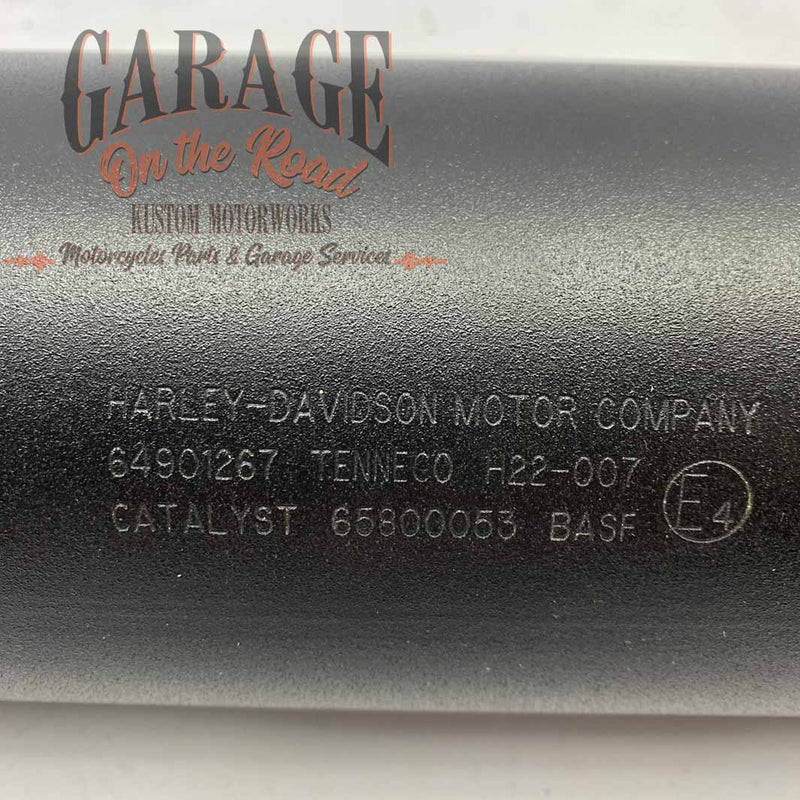 GARAGE
On the Road
KUSTOM MOTORWORKS
Motorcycles Parts & Garage Services
HARLEY-DAVIDSON MOTOR COMPANY
64901267 TENNECO H22-007
CATALYST 65800053 BASF E4